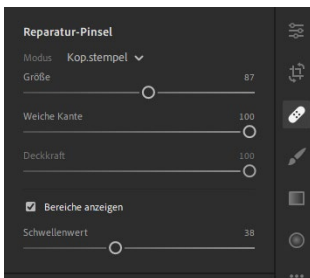 Reparatur-Pinsel
Modus Kop.stempel
Größe 87
Weiche Kante 100
Deckkraft 100
Bereiche anzeigen
Schwellenwert 38